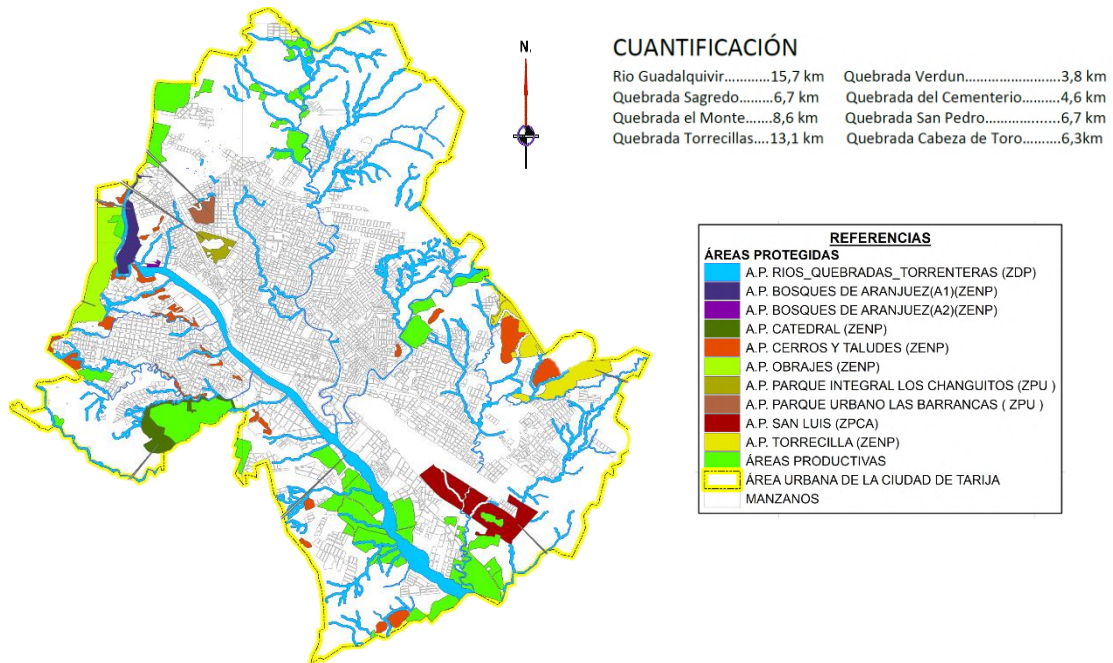 N.
CUANTIFICACIÓN
Rio Guadalquivir............15,7 km Quebrada Verdun.......................3,8 km
Quebrada Sagredo.........6,7 km Quebrada del Cementerio..........4,6 km
Quebrada el Monte.......8,6 km Quebrada San Pedro..................6,7 km
Quebrada Torrecillas....13,1 km Quebrada Cabeza de Toro..........6,3km
REFERENCIAS
ÁREAS PROTEGIDAS
A.P. RIOS_QUEBRADAS_TORRENTERAS (ZDP)
A.P. BOSQUES DE ARANJUEZ(A1)(ZENP)
A.P. BOSQUES DE ARANJUEZ(A2)(ZENP)
A.P. CATEDRAL (ZENP)
A.P. CERROS Y TALUDES (ZENP)
A.P. OBRAJES (ZENP)
A.P. PARQUE INTEGRAL LOS CHANGUITOS (ZPU )
A.P. PARQUE URBANO LAS BARRANCAS ( ZPU )
A.P. SAN LUIS (ZPCA)
A.P. TORRECILLA (ZENP)
ÁREAS PRODUCTIVAS
ÁREA URBANA DE LA CIUDAD DE TARIJA
MANZANOS